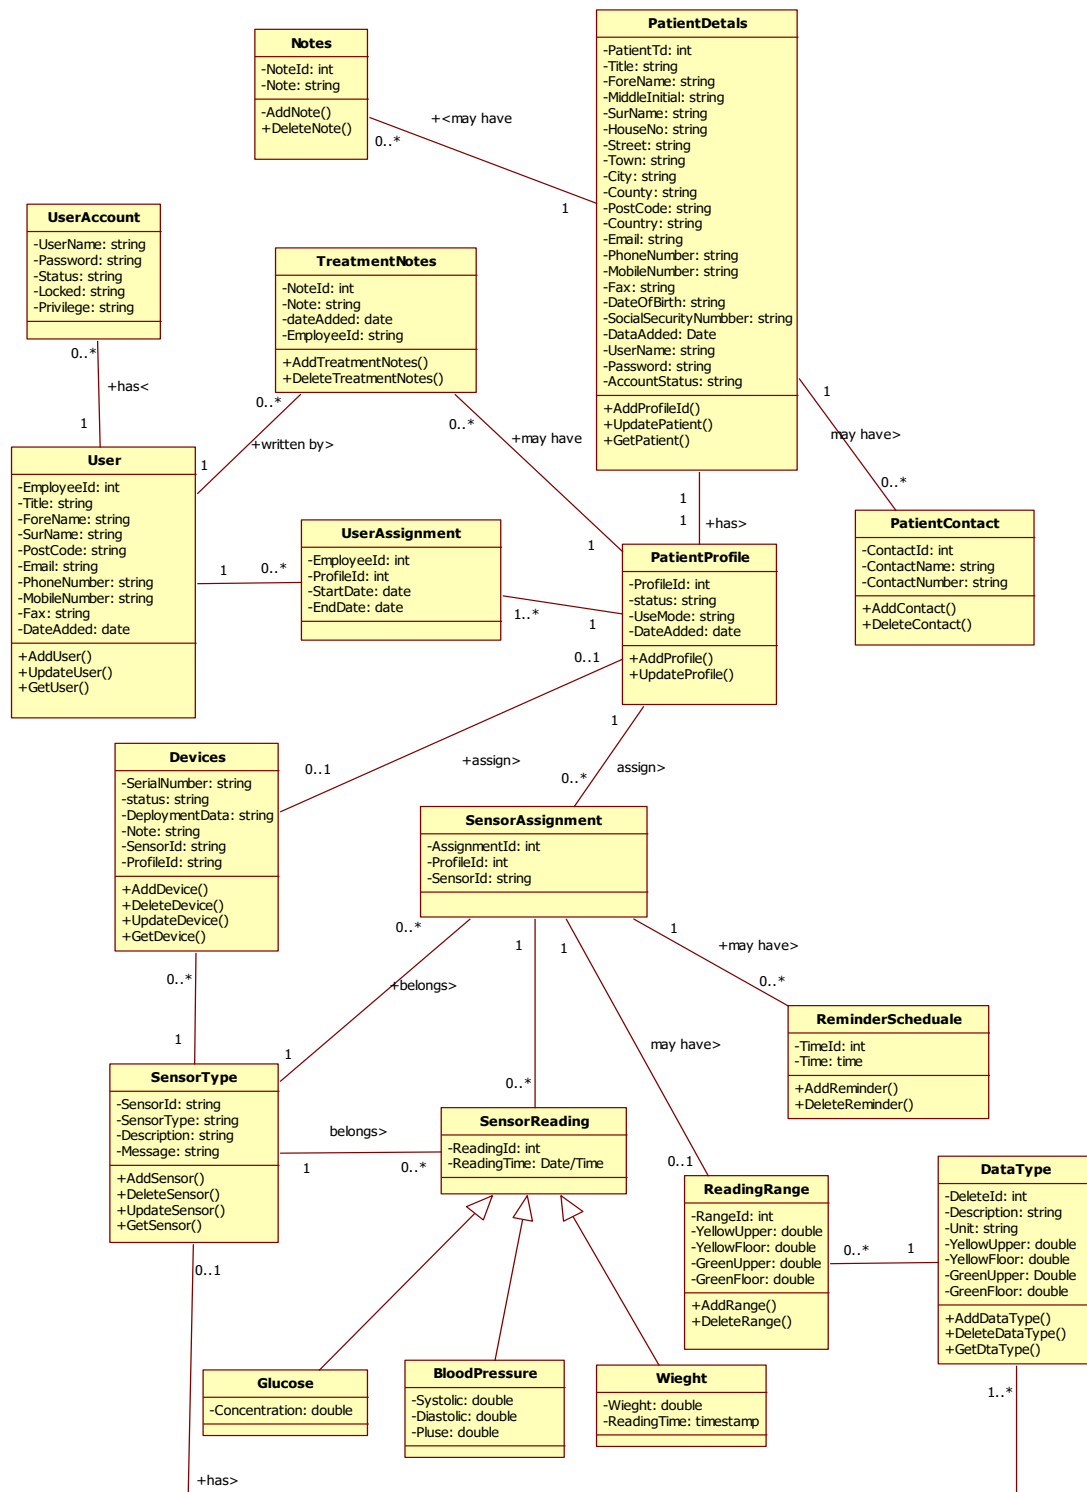 Notes
-NoteId: int
-Note: string
-AddNote()
+DeleteNote()
PatientDetals
-PatientTd: int
-Title: string
-ForeName: string
-MiddleInitial: string
-SurName: string
-HouseNo: string
-Street: string
-Town: string
-City: string
-County: string
-PostCode: string
-Country: string
-Email: string
-PhoneNumber: string
-MobileNumber: string
-Fax: string
-DateOfBirth: string
-SocialSecurityNumbber: string
-DataAdded: Date
-UserName: string
-Password: string
-AccountStatus: string
+AddProfileId()
+UpdatePatient()
+GetPatient()
+<may have
0..*
1
UserAccount
-UserName: string
-Password: string
-Status: string
-Locked: string
-Privilege: string
0..*
+has<
1
TreatmentNotes
-NoteId: int
-Note: string
-dateAdded: date
-EmployeeId: string
+AddTreatmentNotes()
+DeleteTreatmentNotes()
0..*
+written by>
1
0..*
+may have
1
1
1
+has>
1
may have>
0..*
User
-EmployeeId: int
-Title: string
-ForeName: string
-SurName: string
-PostCode: string
-Email: string
-PhoneNumber: string
-MobileNumber: string
-Fax: string
-DateAdded: date
+AddUser()
+UpdateUser()
+GetUser()
1
0..*
UserAssignment
-EmployeeId: int
-ProfileId: int
-StartDate: date
-EndDate: date
1..*
1
PatientProfile
-ProfileId: int
-status: string
-UseMode: string
-DateAdded: date
+AddProfile()
+UpdateProfile()
PatientContact
-ContactId: int
-ContactName: string
-ContactNumber: string
+AddContact()
+DeleteContact()
0..1
+assign>
0..1
1
assign>
0..*
Devices
-SerialNumber: string
-status: string
-DeploymentData: string
-Note: string
-SensorId: string
-ProfileId: string
+AddDevice()
+DeleteDevice()
+UpdateDevice()
+GetDevice()
SensorAssignment
-AssignmentId: int
-ProfileId: int
-SensorId: string
0..*
1
0..*
+belongs>
1
1
0..*
1
may have>
0..1
1
+may have>
0..*
ReminderScheduale
-TimeId: int
-Time: time
+AddReminder()
+DeleteReminder()
SensorType
-SensorId: string
-SensorType: string
-Description: string
-Message: string
+AddSensor()
+DeleteSensor()
+UpdateSensor()
+GetSensor()
belongs>
1
0..*
SensorReading
-ReadingId: int
-ReadingTime: Date/Time
ReadingRange
-RangeId: int
-YellowUpper: double
-YellowFloor: double
-GreenUpper: double
-GreenFloor: double
+AddRange()
+DeleteRange()
0..*
1
DataType
-DeleteId: int
-Description: string
-Unit: string
-YellowUpper: double
-YellowFloor: double
-GreenUpper: Double
-GreenFloor: double
+AddDataType()
+DeleteDataType()
+GetDtaType()
0..1
1..*
Glucose
-Concentration: double
BloodPressure
-Systolic: double
-Diastolic: double
-Pluse: double
Wieght
-Wieght: double
-ReadingTime: timestamp
+has>